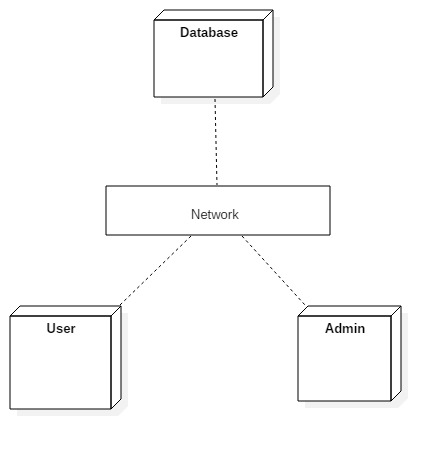 Database
Network
User
Admin